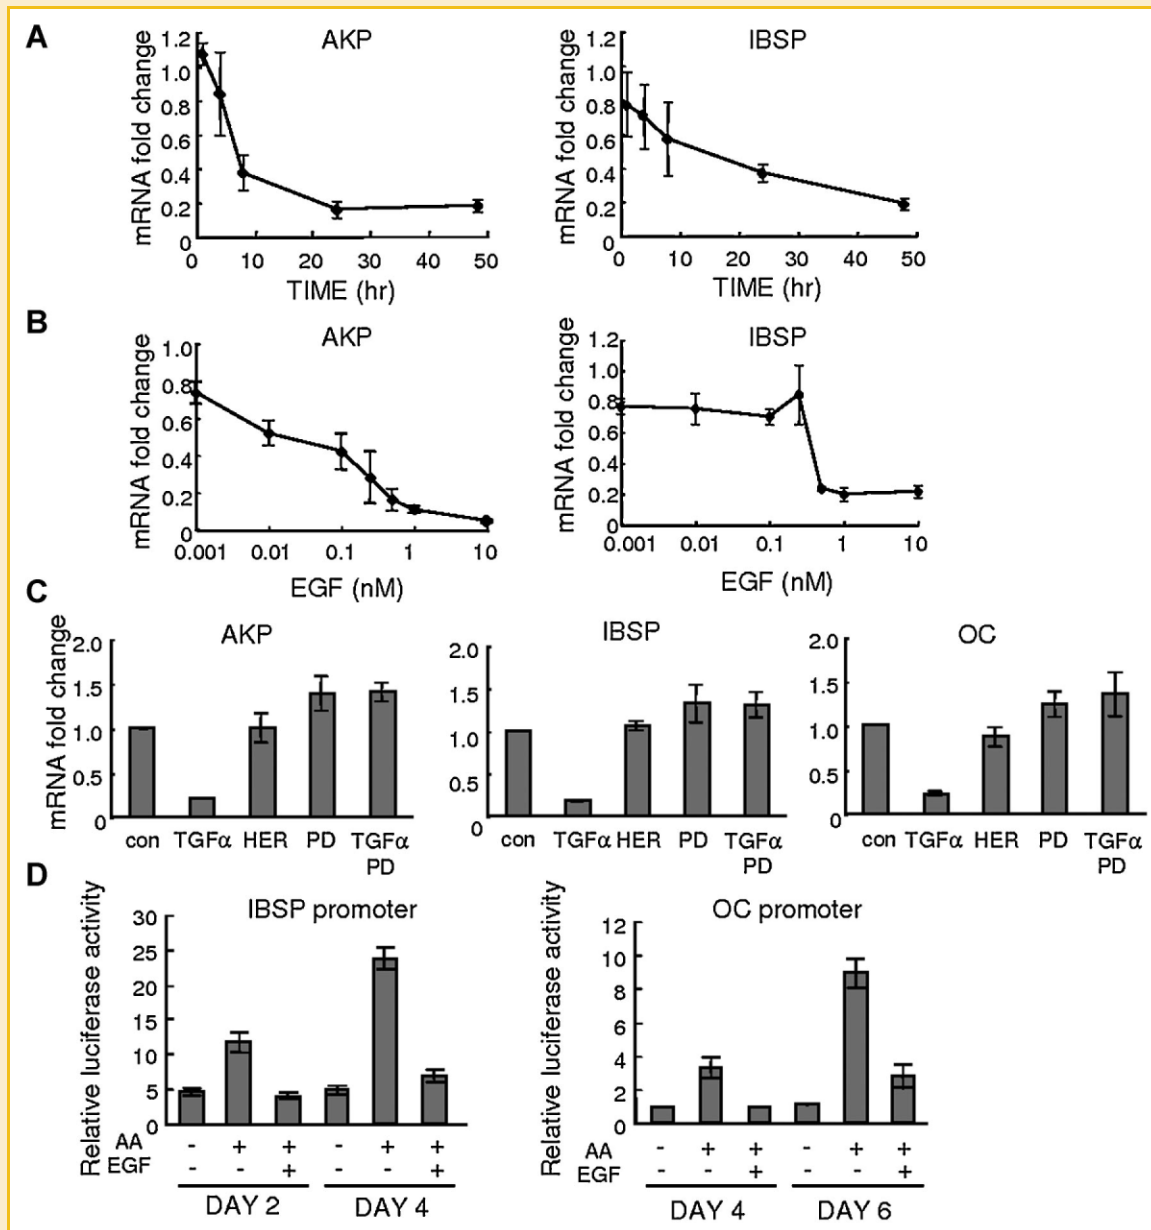 A
AKP
IBSP
mRNA fold change
1.2
1.0
0.8
0.6
0.4
0.2
0
0 10 20 30 40 50
TIME (hr)
mRNA fold change
1.2
1.0
0.8
0.6
0.4
0.2
0
0 10 20 30 40 50
TIME (hr)
B
AKP
IBSP
mRNA fold change
1.0
0.8
0.6
0.4
0.2
0
0.001 0.01 0.1 1 10
EGF (nM)
mRNA fold change
1.2
1.0
0.8
0.6
0.4
0.2
0
0.001 0.01 0.1 1 10
EGF (nM)
C
AKP
IBSP
OC
mRNA fold change
2.0
1.5
1.0
0.5
0
con TGFα HER PD TGFα
PD
2.0
1.5
1.0
0.5
0
con TGFα HER PD TGFα
PD
2.0
1.5
1.0
0.5
0
con TGFα HER PD TGFα
PD
D
IBSP promoter
OC promoter
Relative luciferase activity
30
25
20
15
10
5
0
AA - + + - + +
EGF - - + - - +
DAY 2 DAY 4
Relative luciferase activity
12
10
8
6
4
2
0
AA - + + - + +
EGF - - + - - +
DAY 4 DAY 6